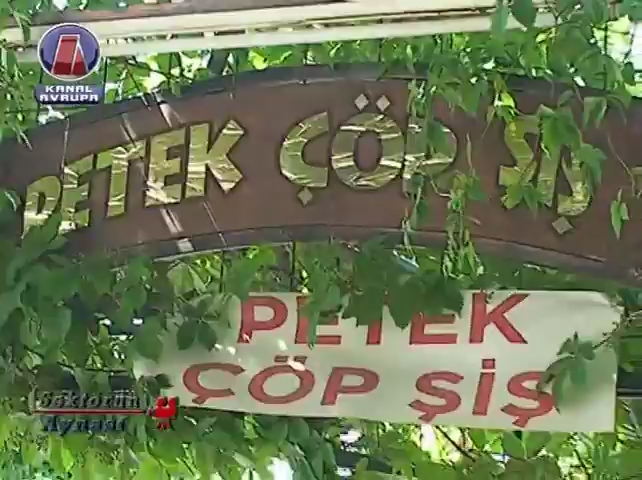 KANAL
AVRUPA
PETEK ÇÖP ŞİŞ
PETEK
ÇÖP ŞİŞ
Sektörün
Aynası